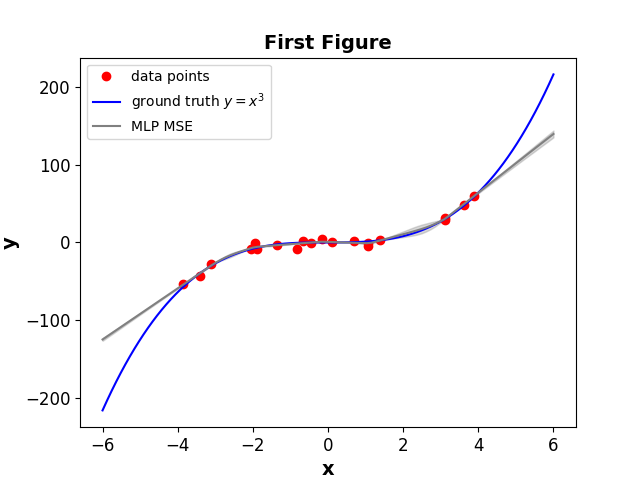 First Figure
data points
ground truth y = x³
MLP MSE
200
100
0
−100
−200
y
−6 −4 −2 0 2 4 6
x